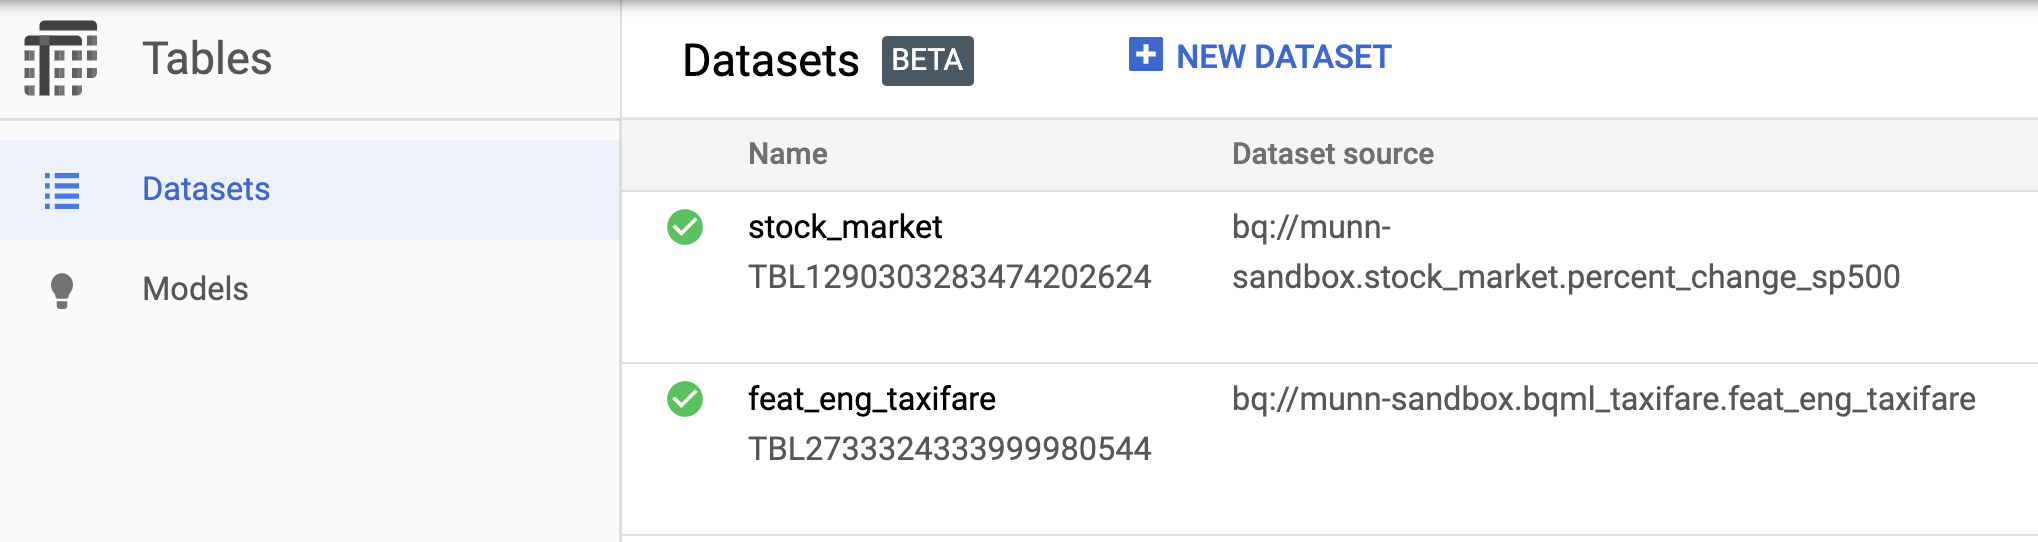 Tables
Datasets BETA
NEW DATASET
Datasets
Models
Name Dataset source
stock_market bq://munn-
TBL1290303283474202624 sandbox.stock_market.percent_change_sp500
feat_eng_taxifare bq://munn-sandbox.bqml_taxifare.feat_eng_taxifare
TBL2733324333999980544